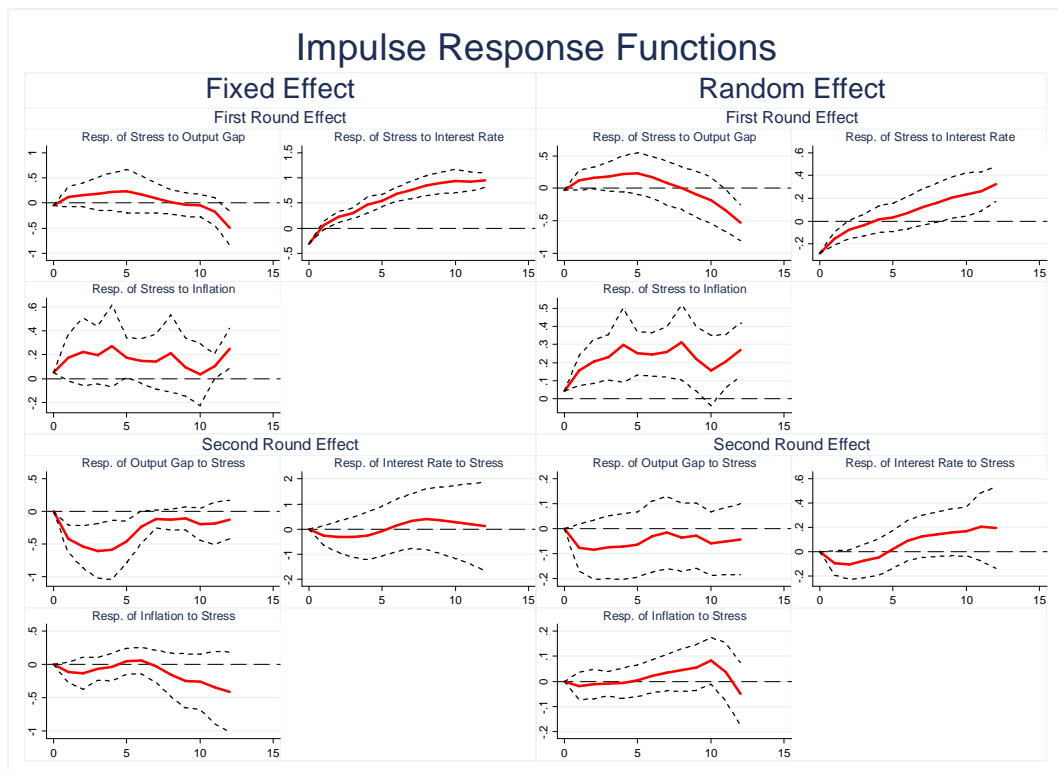 Impulse Response Functions
Fixed Effect
Random Effect
First Round Effect
First Round Effect
Resp. of Stress to Output Gap
1
.5
0
-.5
-1
0 5 10 15
Resp. of Stress to Interest Rate
1.5
1
.5
0
-.5
0 5 10 15
Resp. of Stress to Output Gap
.5
0
-.5
-1
0 5 10 15
Resp. of Stress to Interest Rate
.6
.4
.2
0
-.2
0 5 10 15
Resp. of Stress to Inflation
.6
.4
.2
0
-.2
0 5 10 15
Resp. of Stress to Inflation
.5
.4
.3
.2
.1
0
0 5 10 15
Second Round Effect
Second Round Effect
Resp. of Output Gap to Stress
.5
0
-.5
-1
0 5 10 15
Resp. of Interest Rate to Stress
2
1
0
-1
-2
0 5 10 15
Resp. of Output Gap to Stress
.2
.1
0
-.1
-.2
0 5 10 15
Resp. of Interest Rate to Stress
.6
.4
.2
0
-.2
0 5 10 15
Resp. of Inflation to Stress
.5
0
-.5
-1
0 5 10 15
Resp. of Inflation to Stress
.2
.1
0
-.1
-.2
0 5 10 15